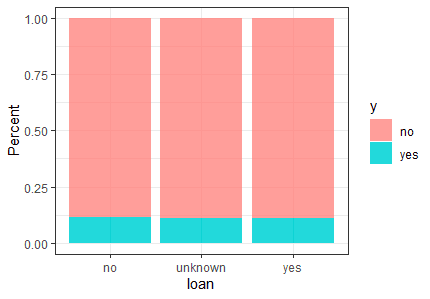 1.00
0.75
0.50
0.25
0.00
Percent
no
unknown
yes
loan
y
no
yes